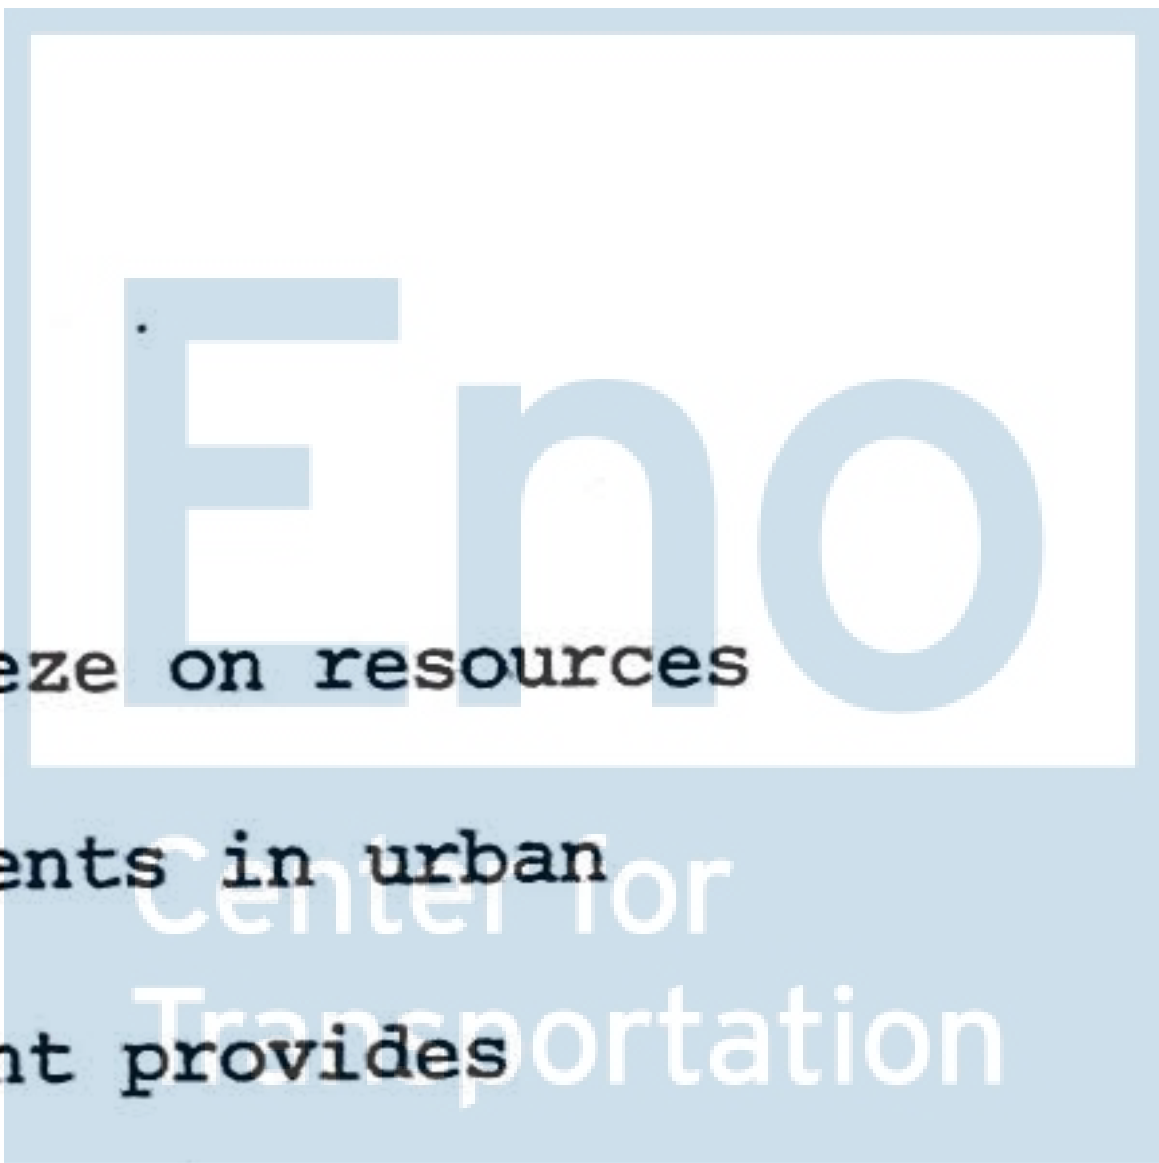 Eno
eze on resources
ents in urban
Center for
nt provides
Transportation